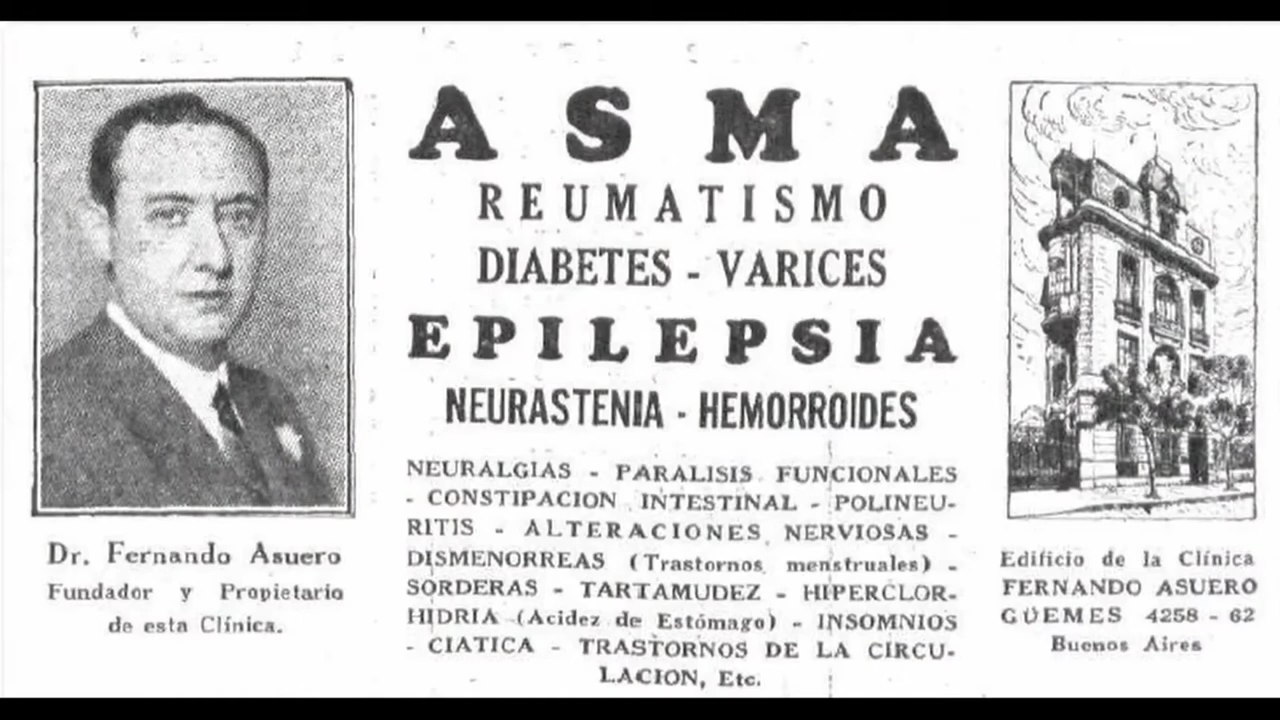 ASMA
REUMATISMO
DIABETES - VARICES
EPILEPSIA
NEURASTENIA - HEMORROIDES
NEURALGIAS - PARALISIS FUNCIONALES
- CONSTIPACION INTESTINAL - POLINEU-
RITIS - ALTERACIONES NERVIOSAS -
DISMENORREAS (Trastornos menstruales) -
SORDERAS - TARTAMUDEZ - HIPERCLOR-
HIDRIA (Acidez de Estómago) - INSOMNIOS
- CIATICA - TRASTORNOS DE LA CIRCU-
LACION, Etc.
Dr. Fernando Asuero
Fundador y Propietario
de esta Clínica.
Edificio de la Clínica
FERNANDO ASUERO
GÜEMES 4258 - 62
Buenos Aires